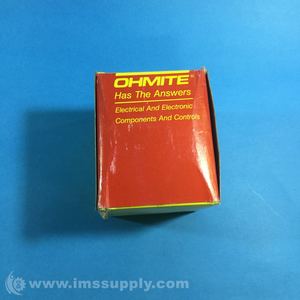 OHMITE®
Has The Answers
Electrical And Electronic
Components And Controls
www.imssupply.com